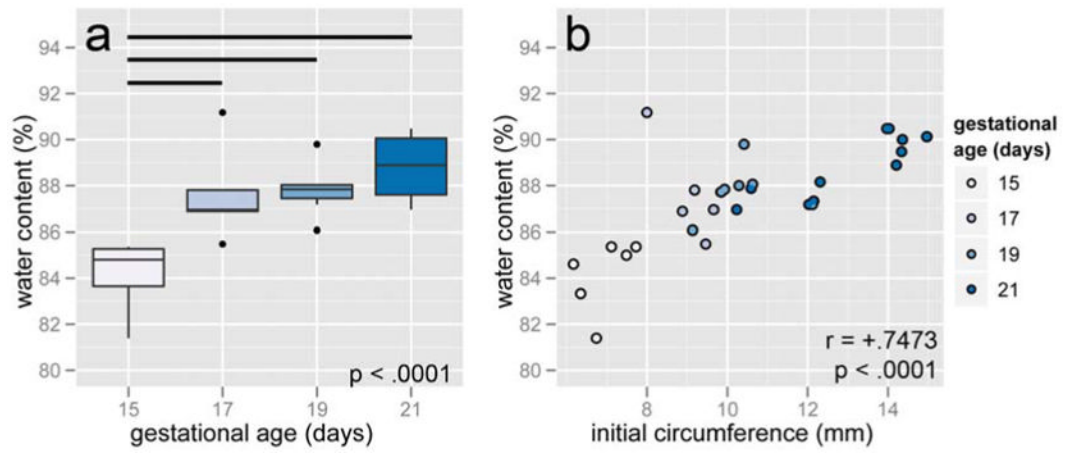 a
94
92
90
88
86
84
82
80
water content (%)
p < .0001
15 17 19 21
gestational age (days)
b
94
92
90
88
86
84
82
80
water content (%)
r = +.7473
p < .0001
8 10 12 14
initial circumference (mm)
gestational
age (days)
15
17
19
21